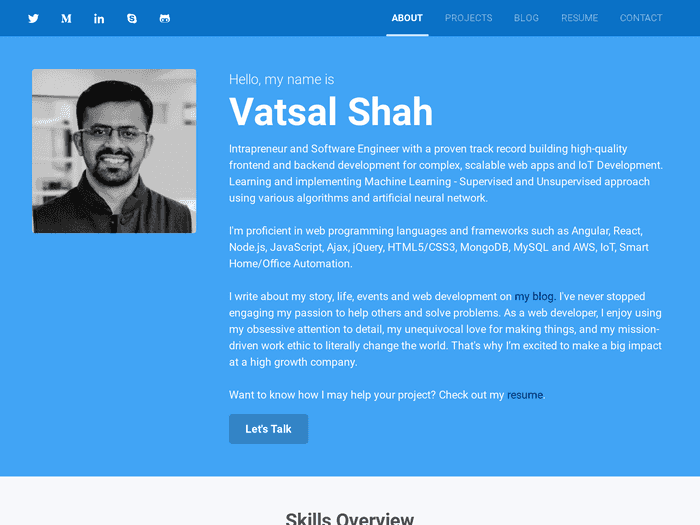 ABOUT PROJECTS BLOG RESUME CONTACT
Hello, my name is
Vatsal Shah
Intrapreneur and Software Engineer with a proven track record building high-quality
frontend and backend development for complex, scalable web apps and IoT Development.
Learning and implementing Machine Learning - Supervised and Unsupervised approach
using various algorithms and artificial neural network.
I'm proficient in web programming languages and frameworks such as Angular, React,
Node.js, JavaScript, Ajax, jQuery, HTML5/CSS3, MongoDB, MySQL and AWS, IoT, Smart
Home/Office Automation.
I write about my story, life, events and web development on my blog. I've never stopped
engaging my passion to help others and solve problems. As a web developer, I enjoy using
my obsessive attention to detail, my unequivocal love for making things, and my mission-
driven work ethic to literally change the world. That's why I'm excited to make a big impact
at a high growth company.
Want to know how I may help your project? Check out my resume.
Let's Talk
Skills Overview